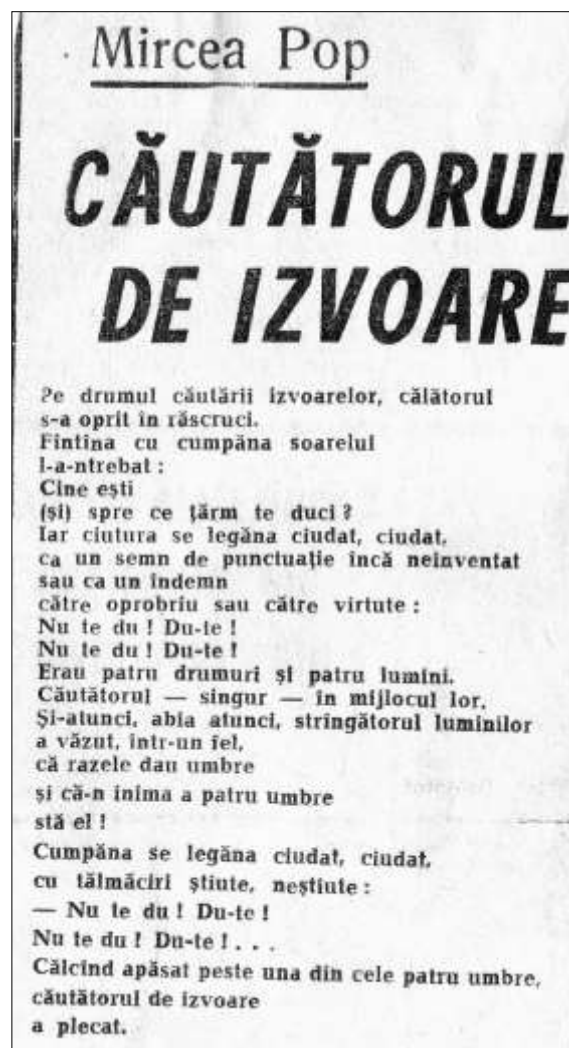 Mircea Pop
CĂUTĂTORUL
DE IZVOARE
Pe drumul căutării izvoarelor, călătorul
s-a oprit în răscruci.
Fîntîna cu cumpăna soarelui
l-a-ntrebat :
Cine ești
(și) spre ce țărm te duci ?
Iar ciutura se legăna ciudat, ciudat,
ca un semn de punctuație încă neinventat
sau ca un îndemn
către oprobriu sau către virtute :
Nu te du ! Du-te !
Nu te du ! Du-te !
Erau patru drumuri și patru lumini.
Căutătorul — singur — în mijlocul lor.
Și-atunci, abia atunci, strîngătorul luminilor
a văzut, într-un fel,
că razele dau umbre
și că-n inima a patru umbre
stă el !
Cumpăna se legăna ciudat, ciudat,
cu tălmăciri știute, neștiute :
— Nu te du ! Du-te !
Nu te du ! Du-te ! . . .
Călcînd apăsat peste una din cele patru umbre,
căutătorul de izvoare
a plecat.